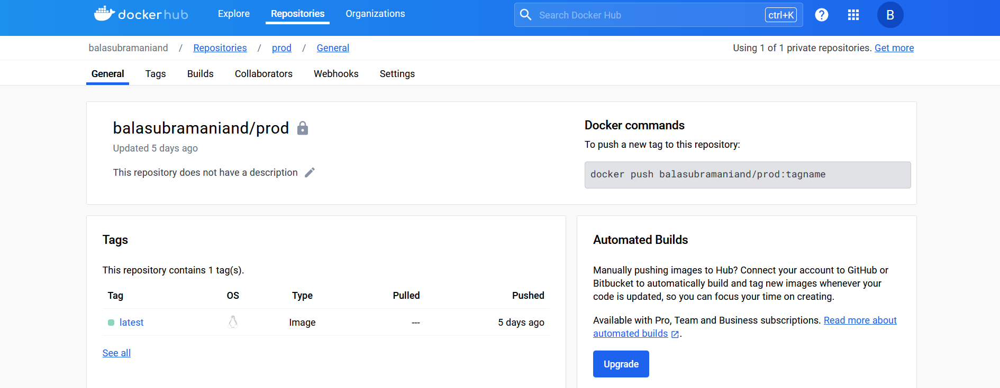 dockerhub Explore Repositories Organizations Search Docker Hub ctrl+K ? B
balasubramaniand / Repositories / prod / General Using 1 of 1 private repositories. Get more
General Tags Builds Collaborators Webhooks Settings
balasubramaniand/prod
Updated 5 days ago
This repository does not have a description
Docker commands
To push a new tag to this repository:
docker push balasubramaniand/prod:tagname
Tags
This repository contains 1 tag(s).
Tag OS Type Pulled Pushed
latest Image --- 5 days ago
See all
Automated Builds
Manually pushing images to Hub? Connect your account to GitHub or
Bitbucket to automatically build and tag new images whenever your
code is updated, so you can focus your time on creating.
Available with Pro, Team and Business subscriptions. Read more about
automated builds .
Upgrade